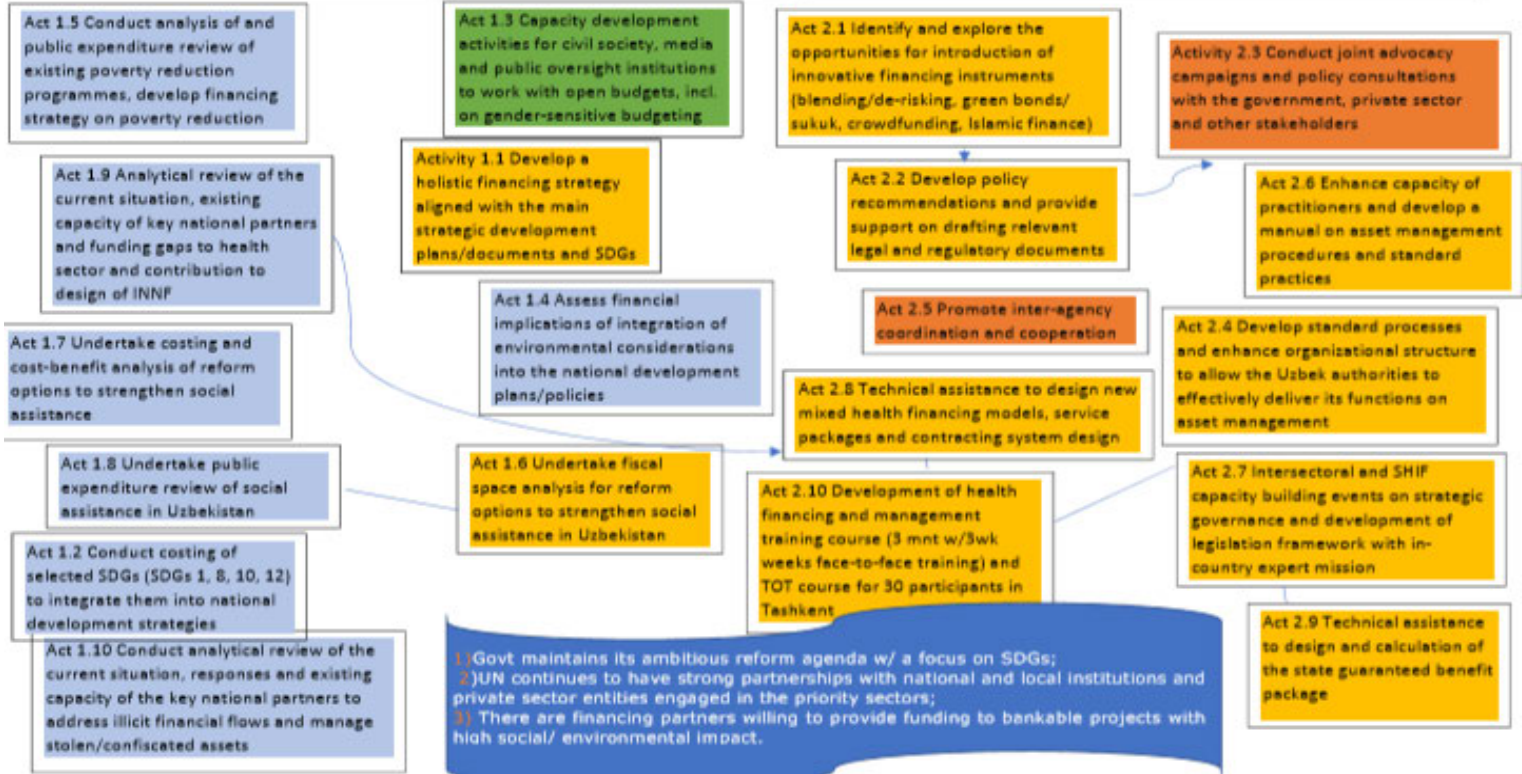 Act 1.5 Conduct analysis of and
public expenditure review of
existing poverty reduction
programmes, develop financing
strategy on poverty reduction
Act 1.3 Capacity development
activities for civil society, media
and public oversight institutions
to work with open budgets, incl.
on gender-sensitive budgeting
Act 2.1 Identify and explore the
opportunities for introduction of
innovative financing instruments
(blending/de-risking, green bonds/
sukuk, crowdfunding, Islamic finance)
Activity 2.3 Conduct joint advocacy
campaigns and policy consultations
with the government, private sector
and other stakeholders
Act 1.9 Analytical review of the
current situation, existing
capacity of key national partners
and funding gaps to health
sector and contribution to
design of INNF
Activity 1.1 Develop a
holistic financing strategy
aligned with the main
strategic development
plans/documents and SDGs
Act 2.2 Develop policy
recommendations and provide
support on drafting relevant
legal and regulatory documents
Act 2.6 Enhance capacity of
practitioners and develop a
manual on asset management
procedures and standard
practices
Act 1.4 Assess financial
implications of integration of
environmental considerations
into the national development
plans/policies
Act 2.5 Promote inter-agency
coordination and cooperation
Act 2.4 Develop standard processes
and enhance organizational structure
to allow the Uzbek authorities to
effectively deliver its functions on
asset management
Act 1.7 Undertake costing and
cost-benefit analysis of reform
options to strengthen social
assistance
Act 2.8 Technical assistance to design new
mixed health financing models, service
packages and contracting system design
Act 1.8 Undertake public
expenditure review of social
assistance in Uzbekistan
Act 1.6 Undertake fiscal
space analysis for reform
options to strengthen social
assistance in Uzbekistan
Act 2.10 Development of health
financing and management
training course (3 mnt w/3wk
weeks face-to-face training) and
TOT course for 30 participants in
Tashkent
Act 2.7 Intersectoral and SHIF
capacity building events on strategic
governance and development of
legislation framework with in-
country expert mission
Act 1.2 Conduct costing of
selected SDGs (SDGs 1, 8, 10, 12)
to integrate them into national
development strategies
Act 2.9 Technical assistance
to design and calculation of
the state guaranteed benefit
package
Act 1.10 Conduct analytical review of the
current situation, responses and existing
capacity of the key national partners to
address illicit financial flows and manage
stolen/confiscated assets
1)Govt maintains its ambitious reform agenda w/ a focus on SDGs;
2)UN continues to have strong partnerships with national and local institutions and
private sector entities engaged in the priority sectors;
3) There are financing partners willing to provide funding to bankable projects with
high social/ environmental impact.